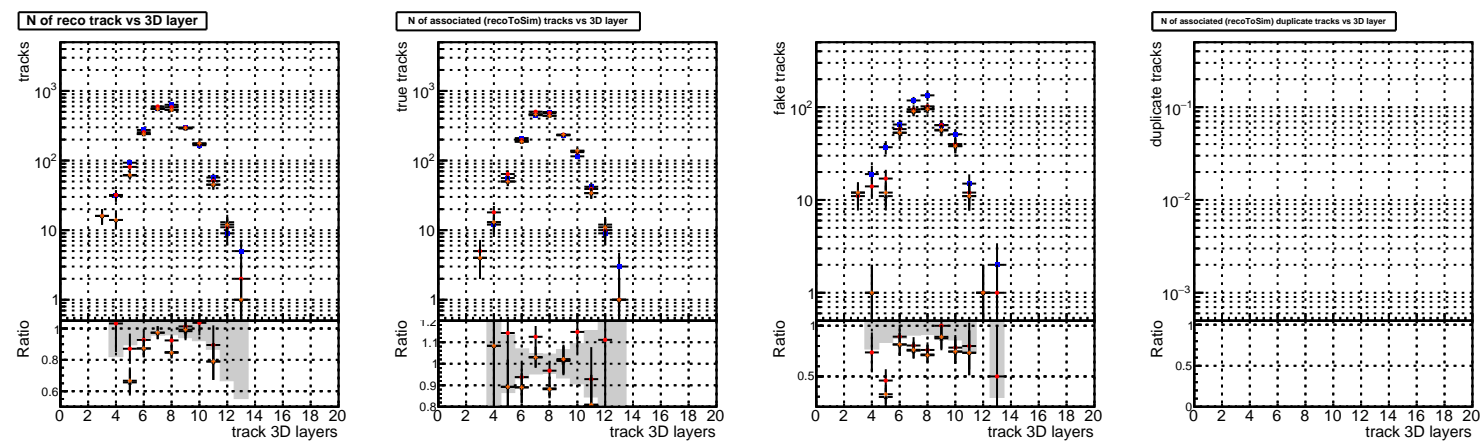 N of reco track vs 3D layer
tracks
10³
10²
10
1
Ratio
1
0.8
0.6
0 2 4 6 8 10 12 14 16 18 20
track 3D layers
N of associated (recoToSim) tracks vs 3D layer
true tracks
10³
10²
10
1
Ratio
1.2
1.1
1
0.9
0.8
0 2 4 6 8 10 12 14 16 18 20
track 3D layers
fake tracks
10²
10
1
Ratio
1
0.5
0 2 4 6 8 10 12 14 16 18 20
track 3D layers
N of associated (recoToSim) duplicate tracks vs 3D layer
duplicate tracks
10⁻¹
10⁻²
10⁻³
Ratio
1
0.5
0
0 2 4 6 8 10 12 14 16 18 20
track 3D layers